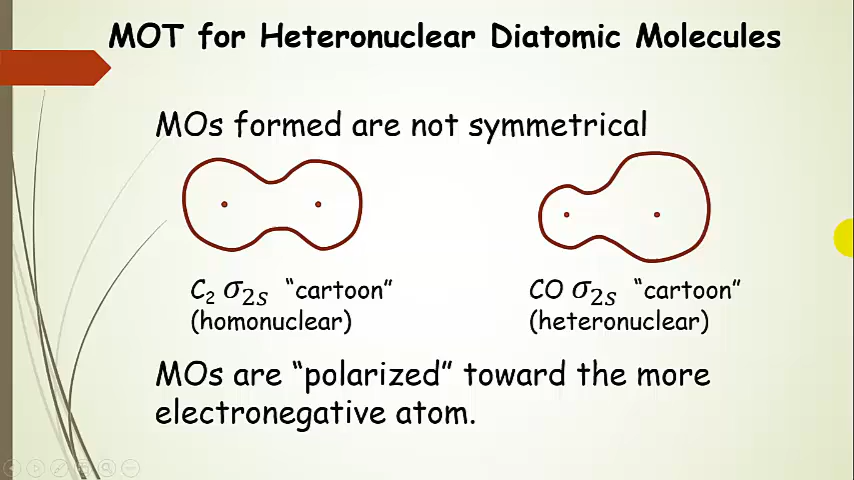 MOT for Heteronuclear Diatomic Molecules
MOs formed are not symmetrical
C₂ σ₂ₛ “cartoon”
(homonuclear)
CO σ₂ₛ “cartoon”
(heteronuclear)
MOs are “polarized” toward the more
electronegative atom.